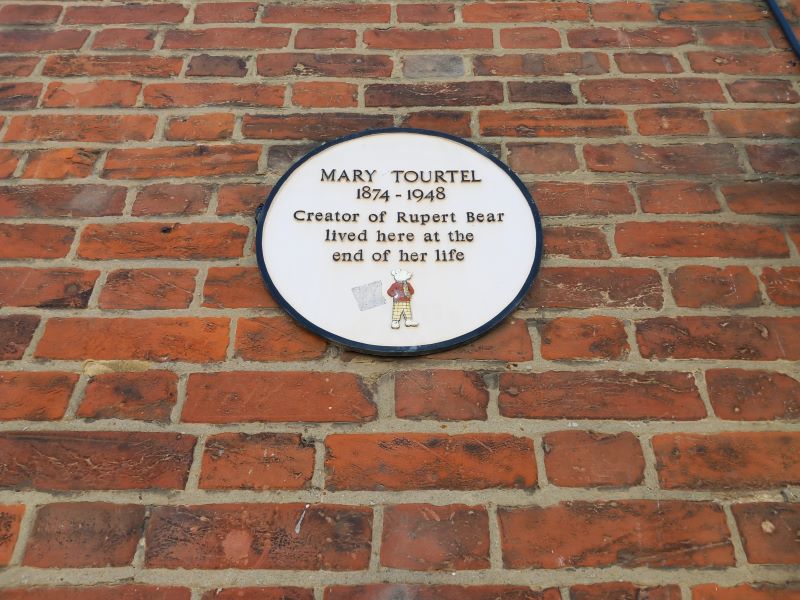 MARY TOURTEL
1874 - 1948
Creator of Rupert Bear
lived here at the
end of her life